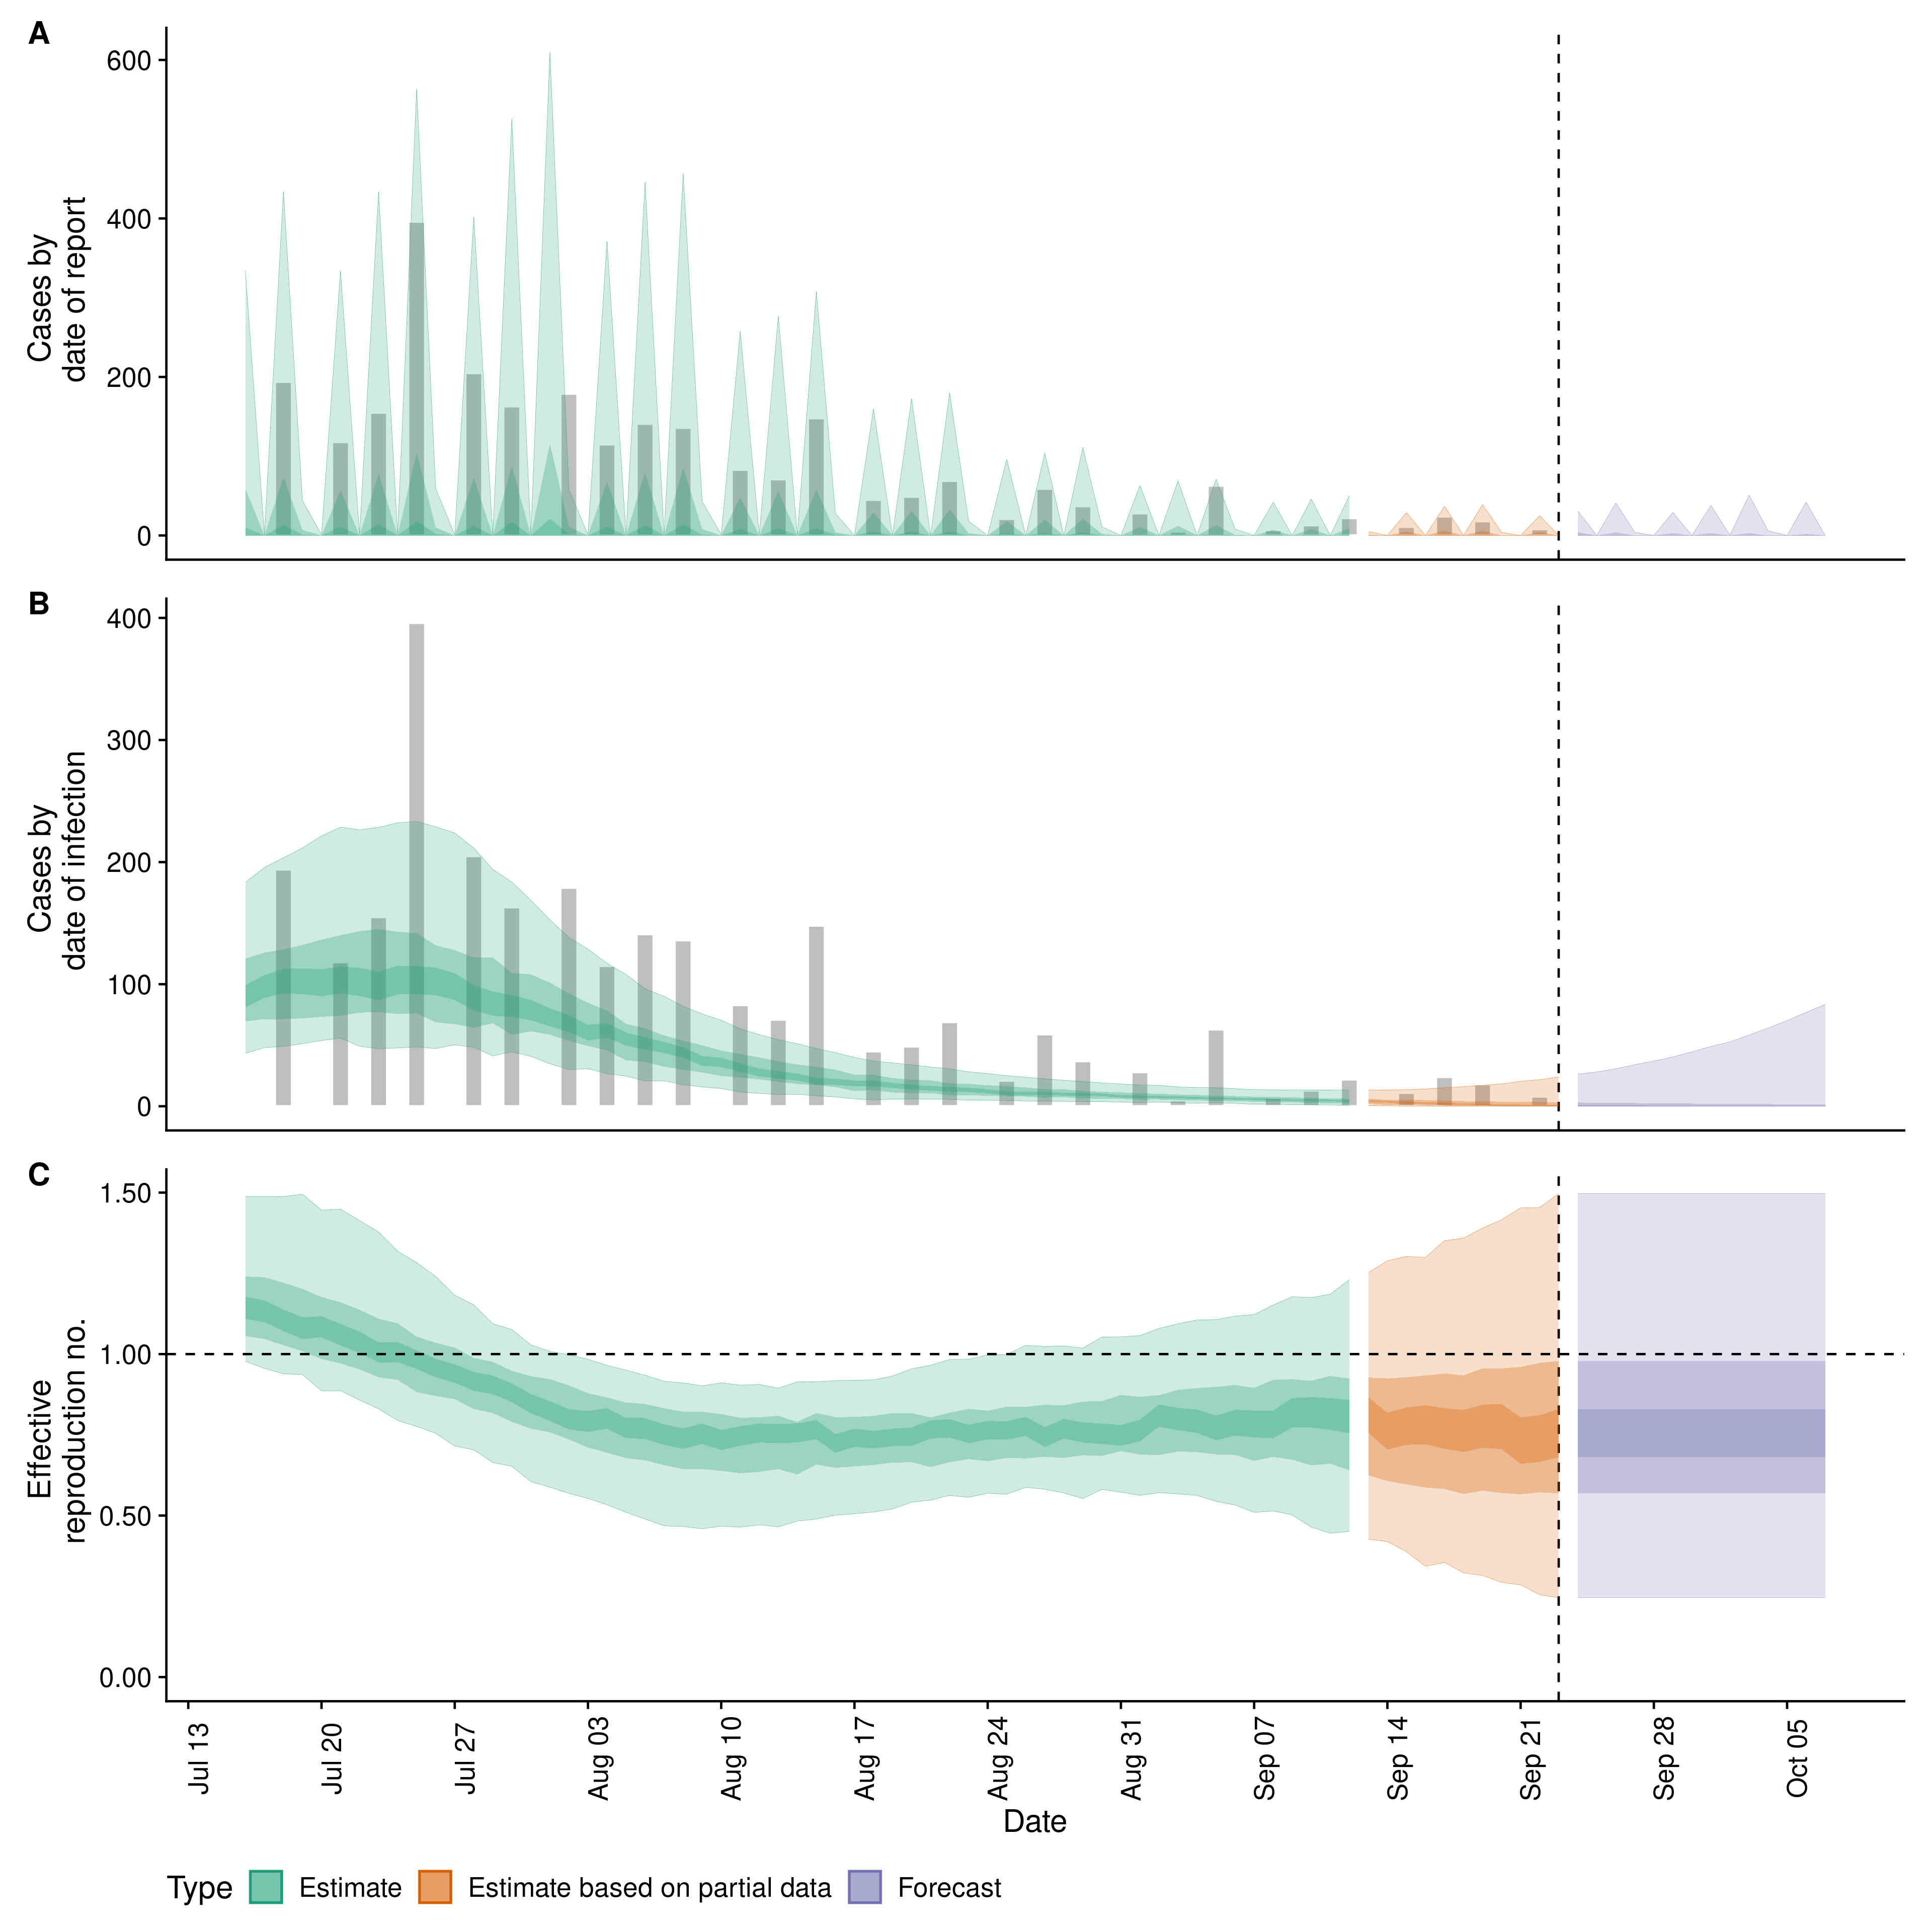 A
600
400
200
0
Cases by
date of report
B
400
300
200
100
0
Cases by
date of infection
C
1.50
1.00
0.50
0.00
Effective
reproduction no.
Jul 13
Jul 20
Jul 27
Aug 03
Aug 10
Aug 17
Aug 24
Aug 31
Sep 07
Sep 14
Sep 21
Sep 28
Oct 05
Date
Type Estimate Estimate based on partial data Forecast